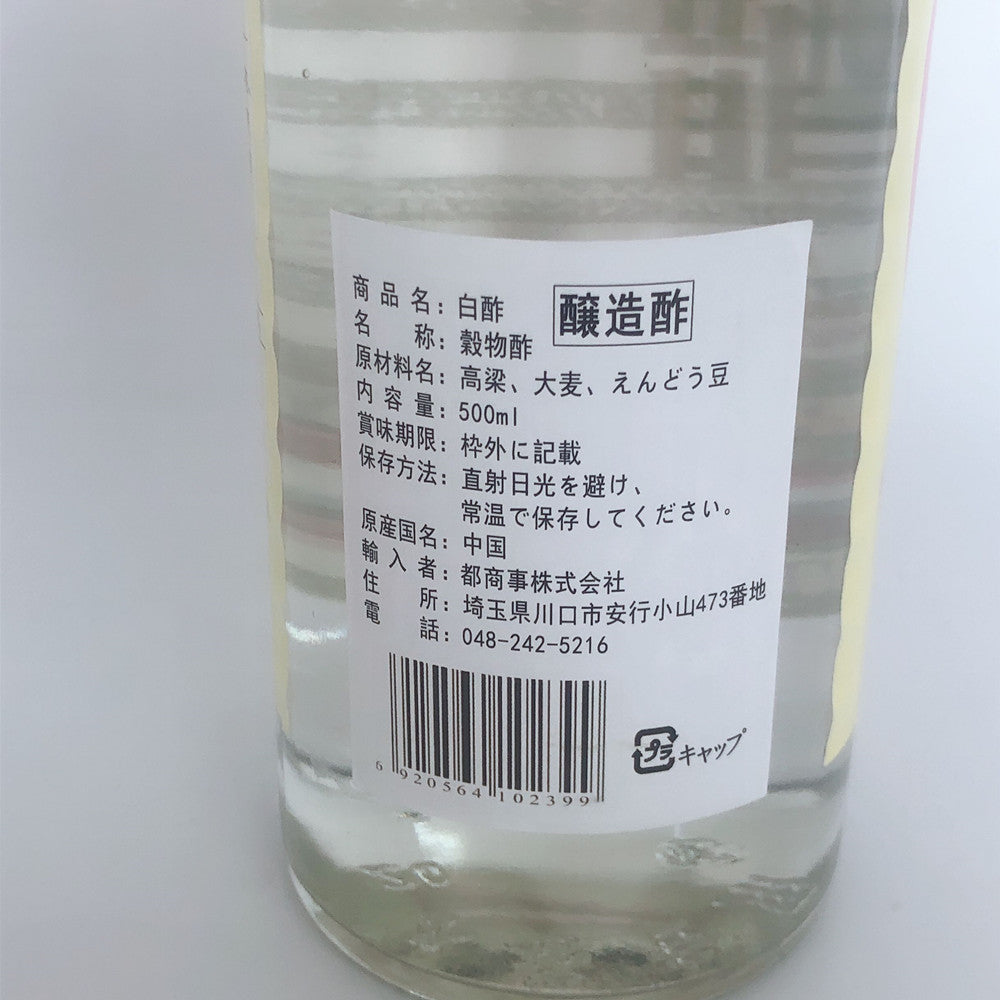 商品名：白酢
醸造酢
名　称：穀物酢
原材料名：高梁、大麦、えんどう豆
内容量：500ml
賞味期限：枠外に記載
保存方法：直射日光を避け、
常温で保存してください。
原産国名：中国
輸入者：都商事株式会社
住　所：埼玉県川口市安行小山473番地
電　話：048-242-5216
6 920564 102399
プラ キャップ